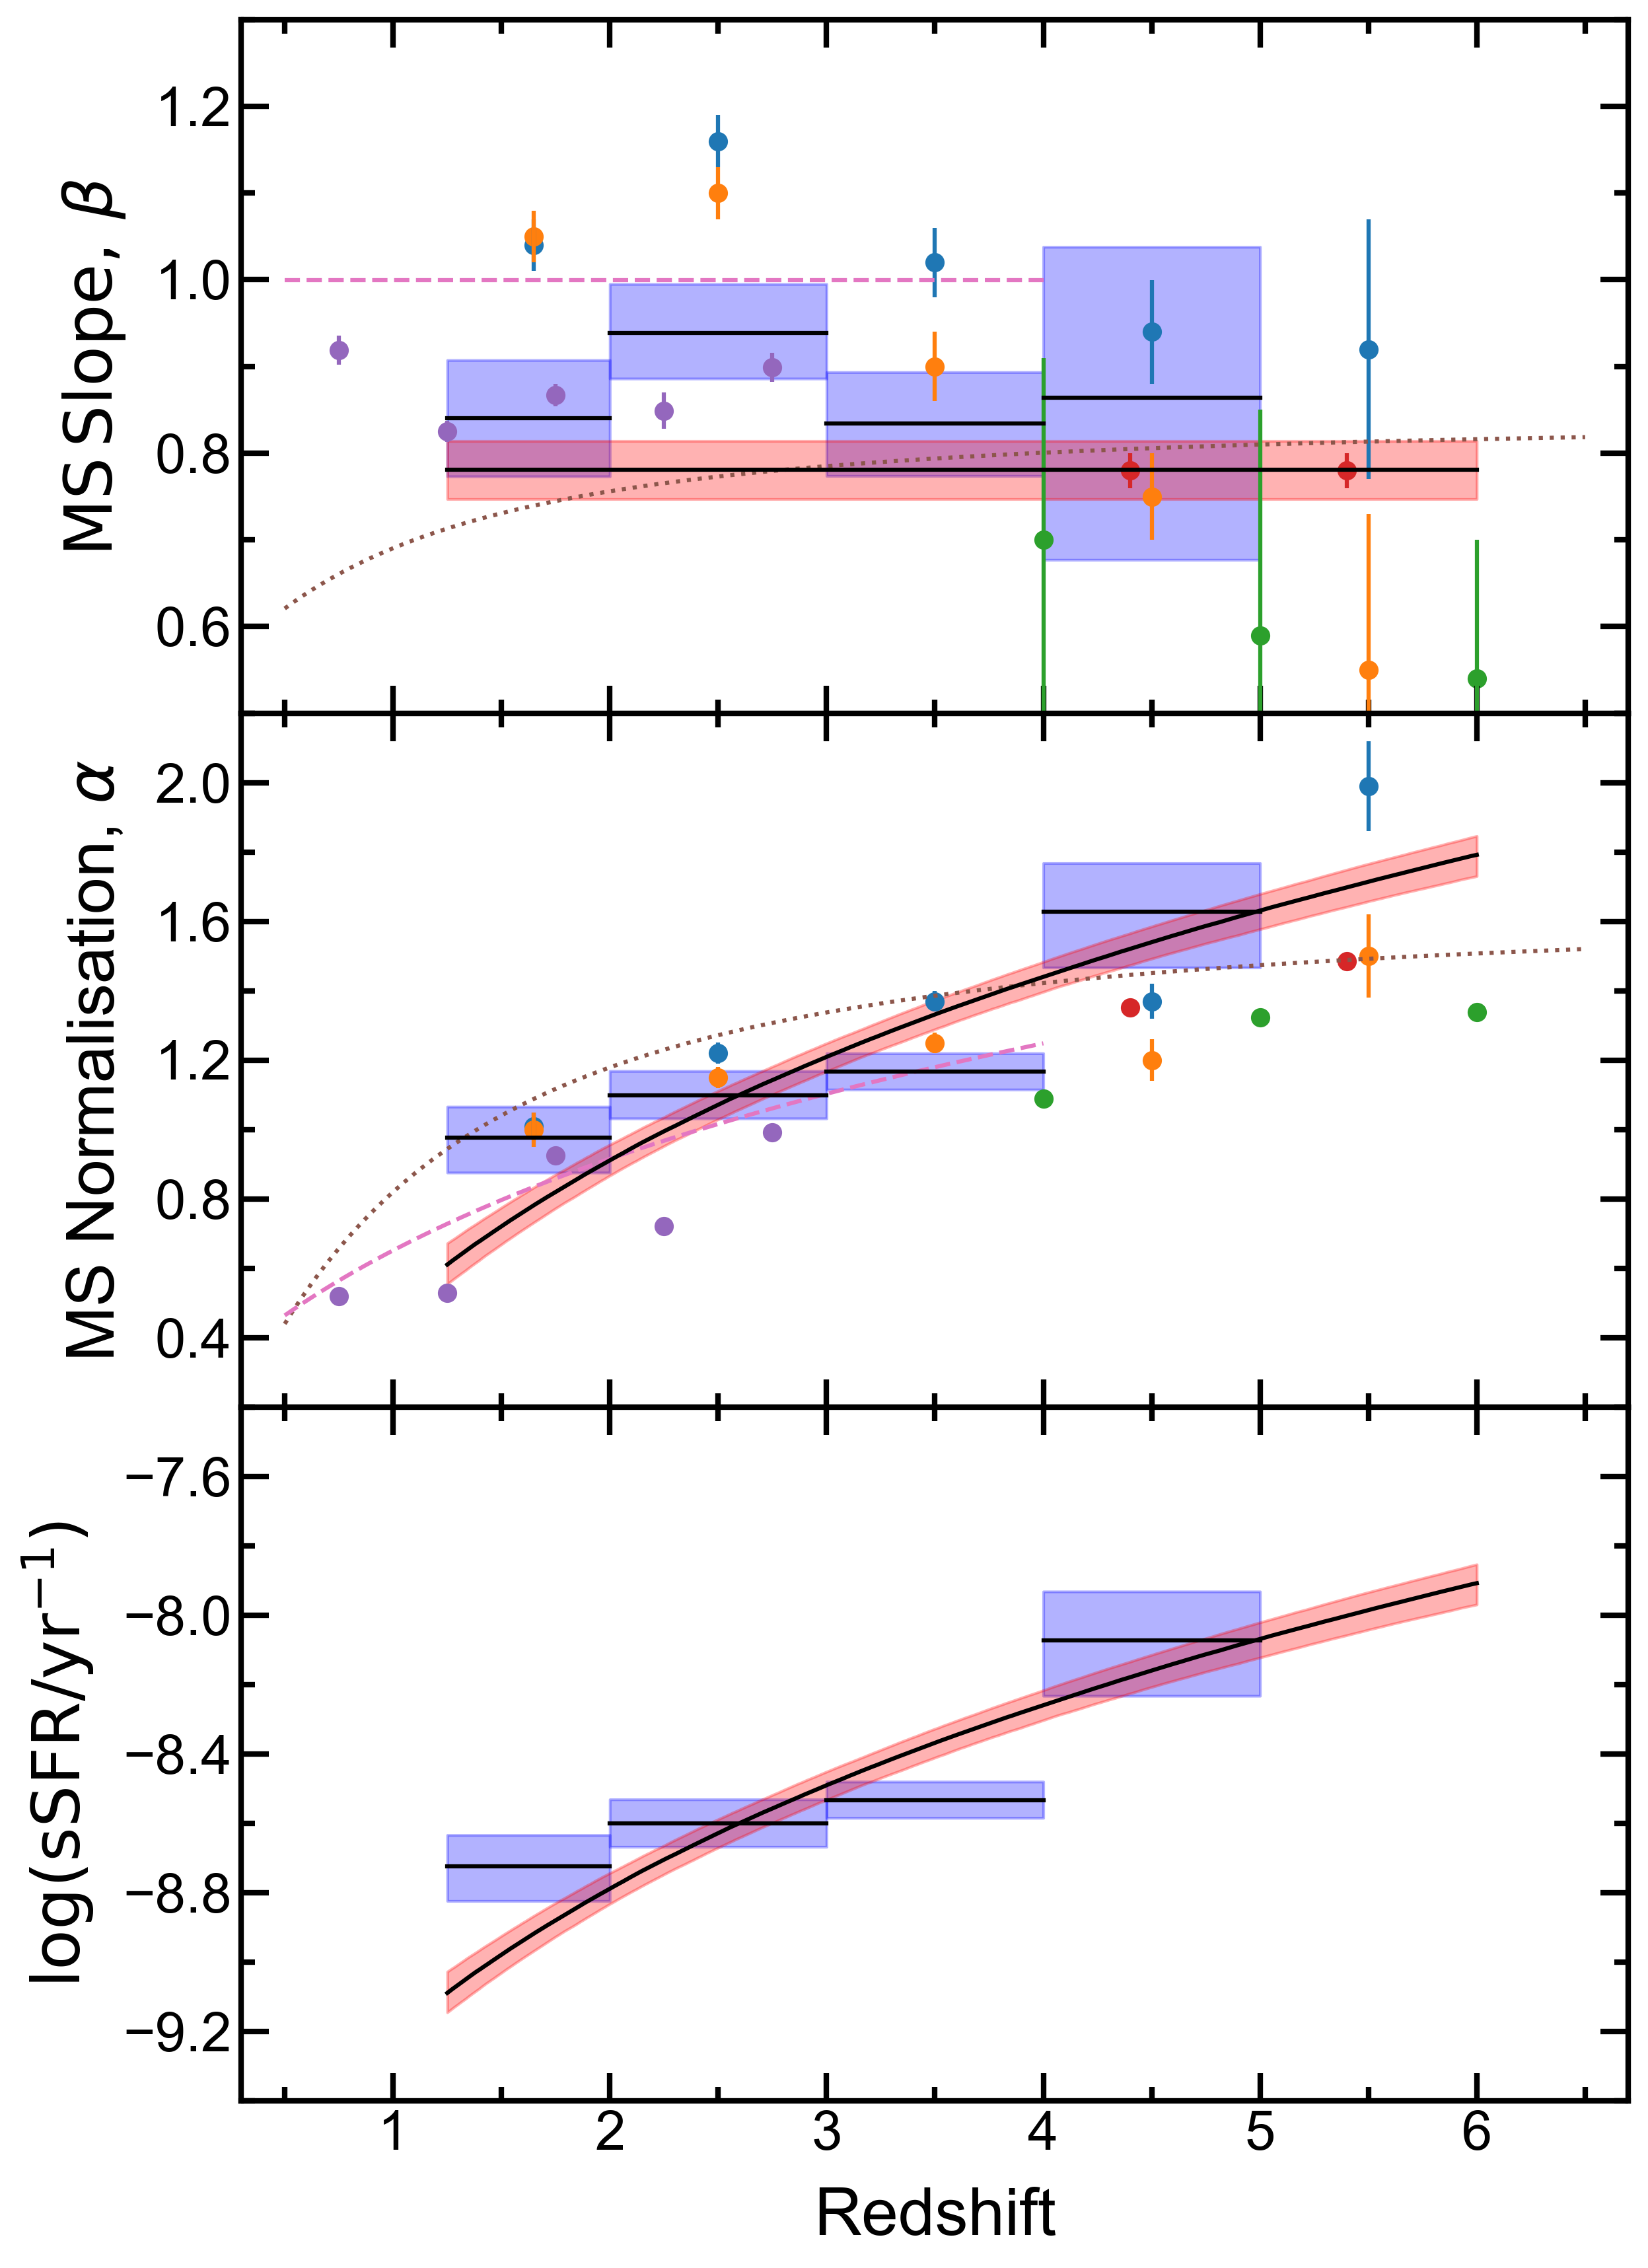 MS Slope, β
1.2
1.0
0.8
0.6
MS Normalisation, α
2.0
1.6
1.2
0.8
0.4
log(sSFR/yr⁻¹)
−7.6
−8.0
−8.4
−8.8
−9.2
1 2 3 4 5 6
Redshift